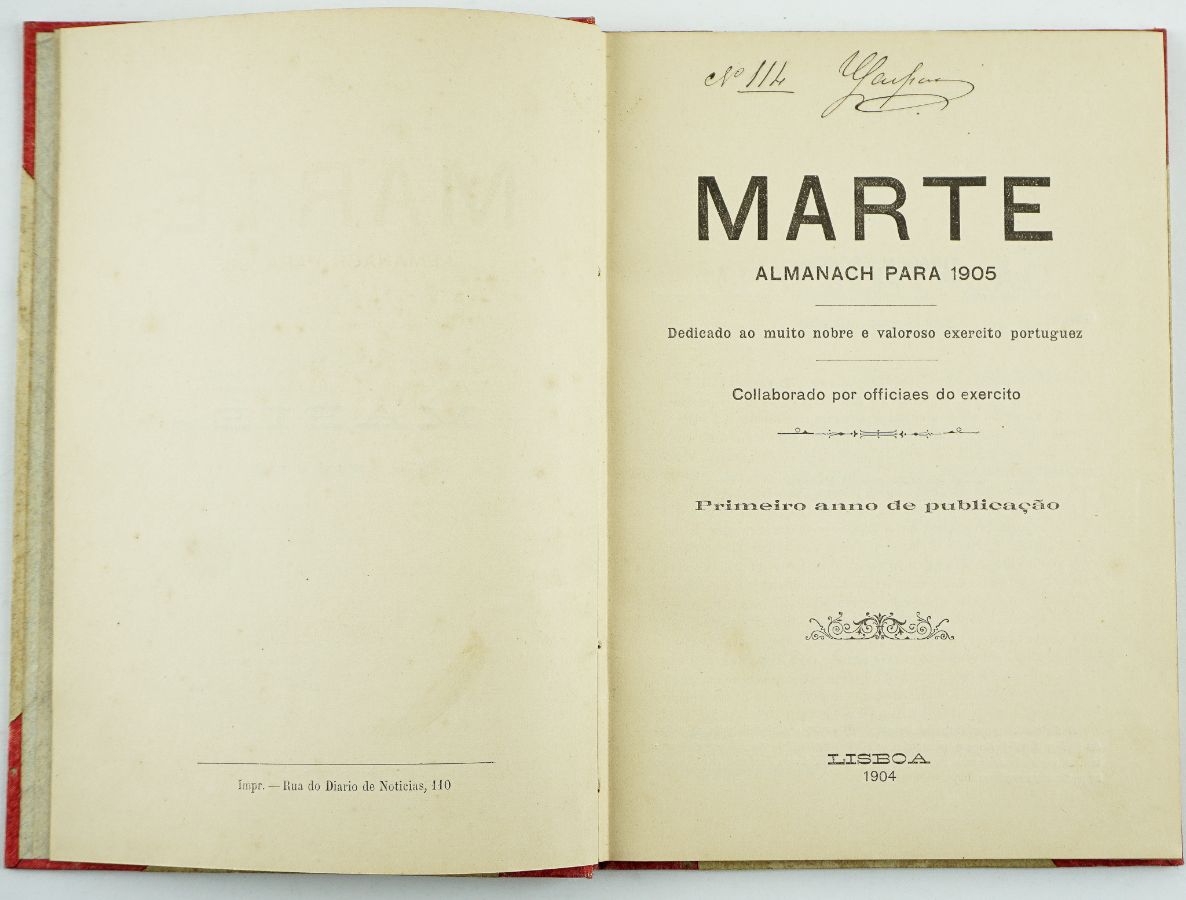 Impr. — Rua do Diario de Noticias, 110
Nº 114
MARTE
ALMANACH PARA 1905
Dedicado ao muito nobre e valoroso exercito portuguez
Collaborado por officiaes do exercito
Primeiro anno de publicação
LISBOA
1904